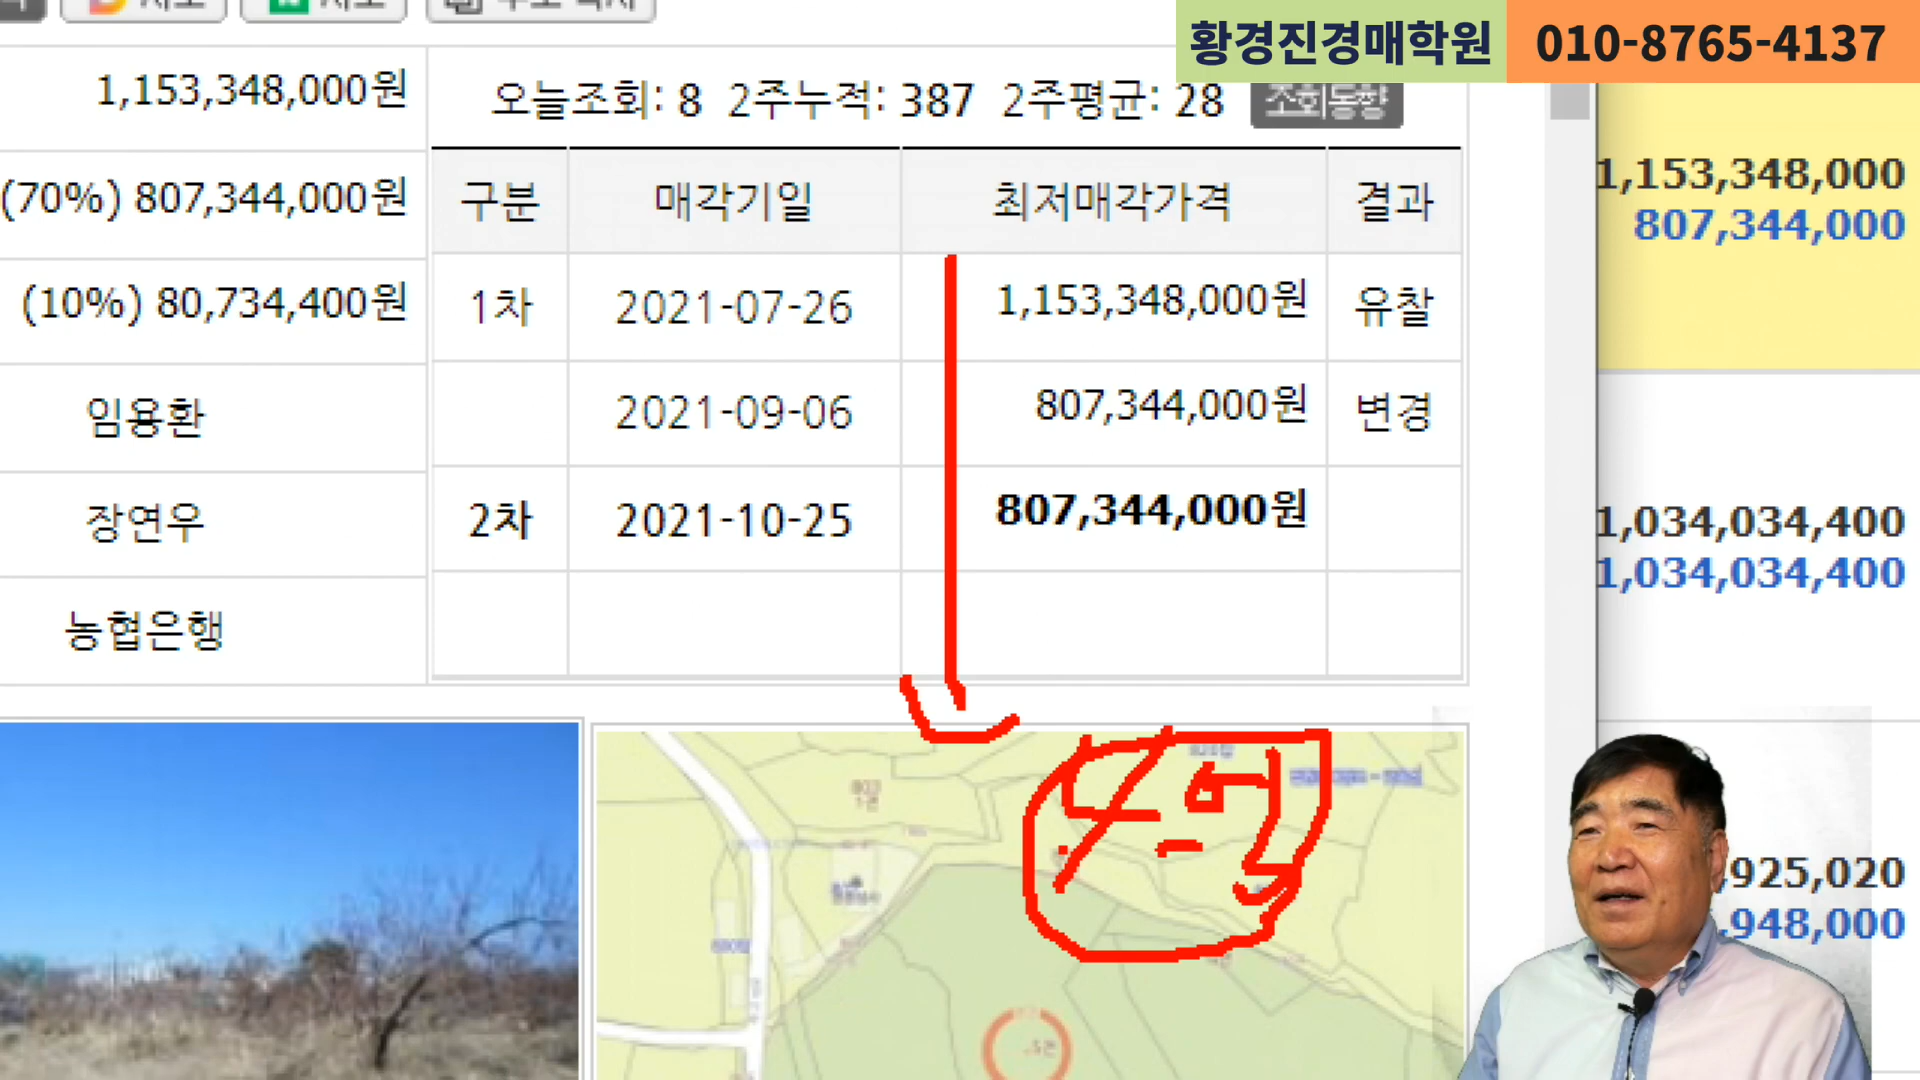 황경진경매학원 010-8765-4137
1,153,348,000원
오늘조회: 8 2주누적: 387 2주평균: 28 조회동향
(70%) 807,344,000원
구분 매각기일 최저매각가격 결과
(10%) 80,734,400원
1차 2021-07-26 1,153,348,000원 유찰
임용환
2021-09-06 807,344,000원 변경
장연우
2차 2021-10-25 807,344,000원
농협은행
1,153,348,000
807,344,000
1,034,034,400
1,034,034,400
,925,020
,948,000